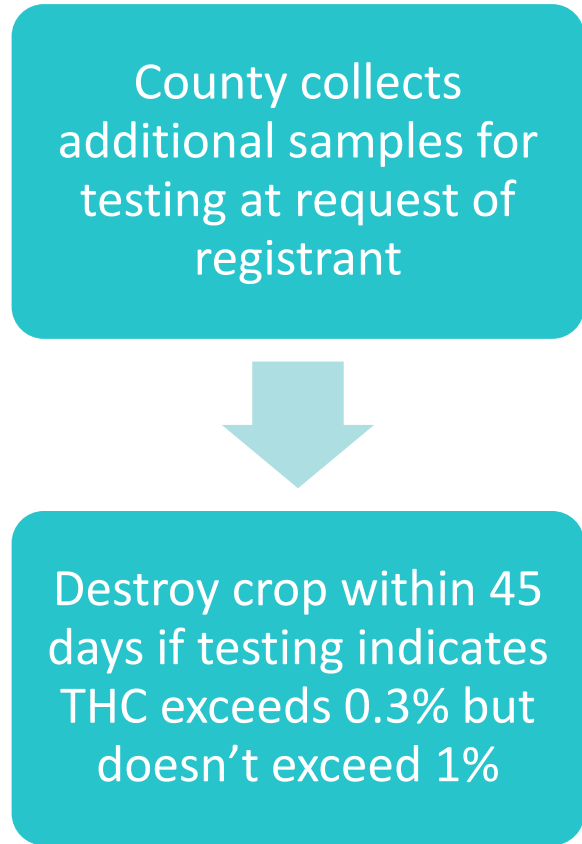 County collects
additional samples for
testing at request of
registrant
Destroy crop within 45
days if testing indicates
THC exceeds 0.3% but
doesn’t exceed 1%